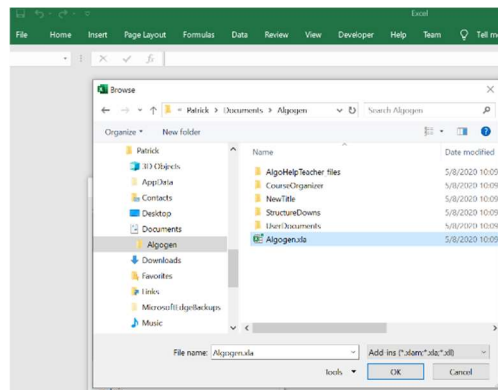 Excel
File Home Insert Page Layout Formulas Data Review View Developer Help Team Tell m
fx
Browse
« Patrick > Documents > Algogen
Search Algogen
Organize New folder
Patrick
3D Objects
AppData
Contacts
Desktop
Documents
Algogen
Downloads
Favorites
Links
MicrosoftEdgeBackups
Music
Name Date modified
AlgoHelpTeacher files 5/8/2020 10:09
CourseOrganizer 5/8/2020 10:09
NewTitle 5/8/2020 10:09
StructureDowns 5/8/2020 10:09
UserDocuments 5/8/2020 10:09
Algogen.xla 5/8/2020 10:09
File name: Algogen.xla Add-ins (*.xlam;*.xla;*.xll)
Tools OK Cancel